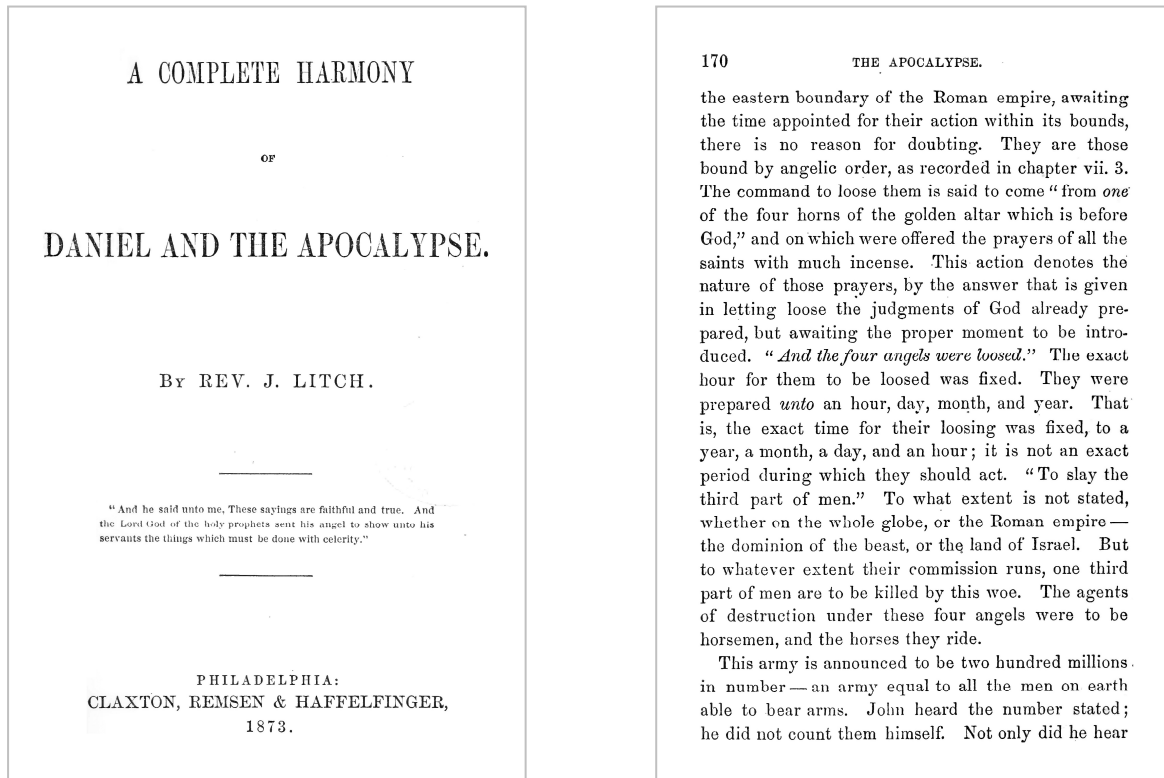 A COMPLETE HARMONY
OF
DANIEL AND THE APOCALYPSE.
BY REV. J. LITCH.
"And he said unto me, These sayings are faithful and true. And
the Lord God of the holy prophets sent his angel to show unto his
servants the things which must be done with celerity."
PHILADELPHIA:
CLAXTON, REMSEN & HAFFELFINGER,
1873.
170 THE APOCALYPSE.
the eastern boundary of the Roman empire, awaiting
the time appointed for their action within its bounds,
there is no reason for doubting. They are those
bound by angelic order, as recorded in chapter vii. 3.
The command to loose them is said to come "from one
of the four horns of the golden altar which is before
God," and on which were offered the prayers of all the
saints with much incense. This action denotes the
nature of those prayers, by the answer that is given
in letting loose the judgments of God already pre-
pared, but awaiting the proper moment to be intro-
duced. "And the four angels were loosed." The exact
hour for them to be loosed was fixed. They were
prepared unto an hour, day, month, and year. That
is, the exact time for their loosing was fixed, to a
year, a month, a day, and an hour; it is not an exact
period during which they should act. "To slay the
third part of men." To what extent is not stated,
whether on the whole globe, or the Roman empire —
the dominion of the beast, or the land of Israel. But
to whatever extent their commission runs, one third
part of men are to be killed by this woe. The agents
of destruction under these four angels were to be
horsemen, and the horses they ride.
This army is announced to be two hundred millions
in number — an army equal to all the men on earth
able to bear arms. John heard the number stated;
he did not count them himself. Not only did he hear